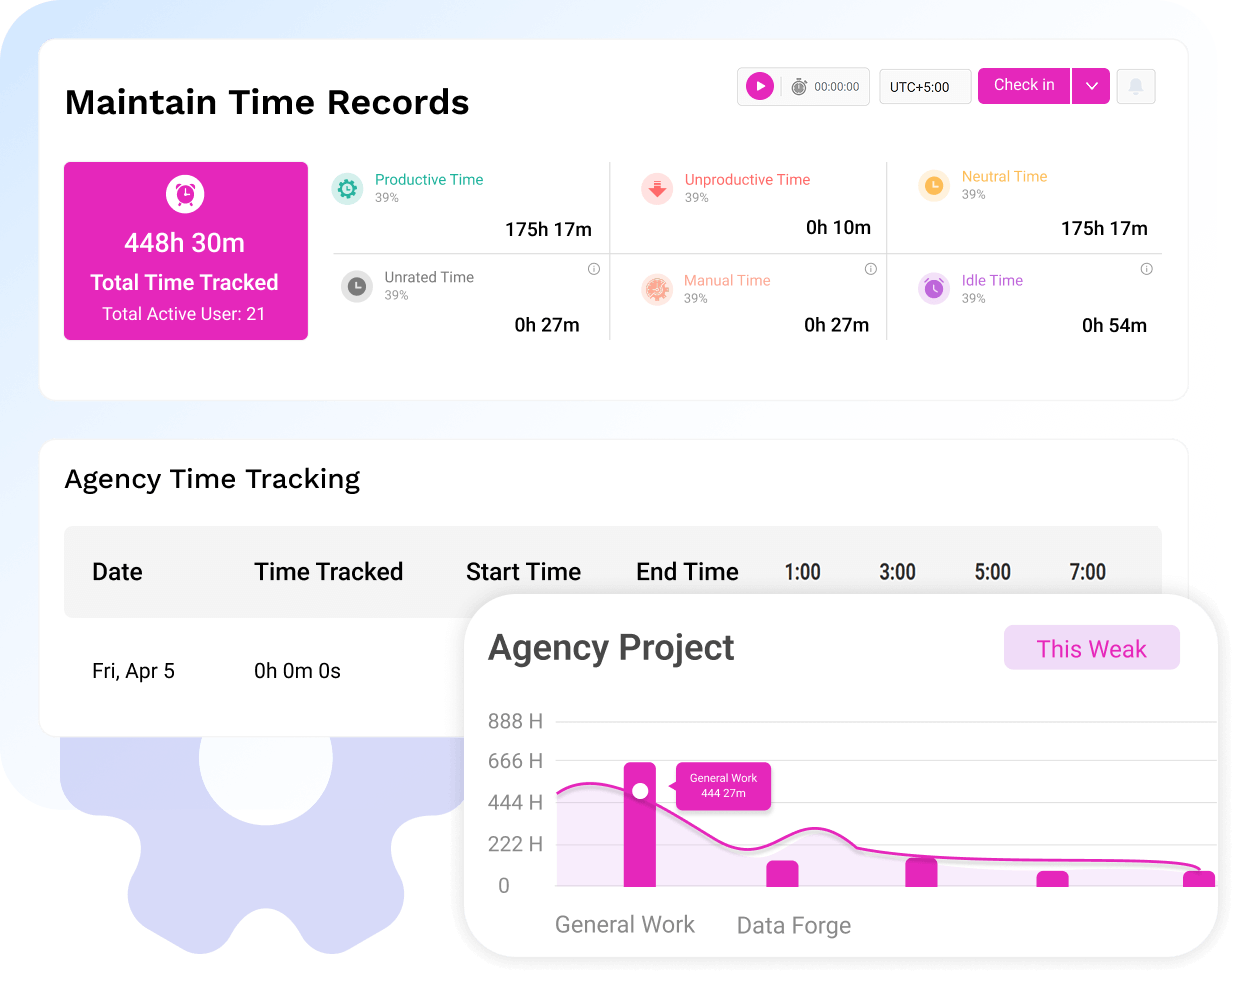 Maintain Time Records
00:00:00
UTC+5:00
Check in
448h 30m
Total Time Tracked
Total Active User: 21
Productive Time
39%
175h 17m
Unproductive Time
39%
0h 10m
Neutral Time
39%
175h 17m
Unrated Time
39%
0h 27m
Manual Time
39%
0h 27m
Idle Time
39%
0h 54m
Agency Time Tracking
Date Time Tracked Start Time End Time 1:00 3:00 5:00 7:00
Fri, Apr 5 0h 0m 0s
Agency Project
This Weak
888 H
666 H
444 H
222 H
0
General Work
444 27m
General Work Data Forge